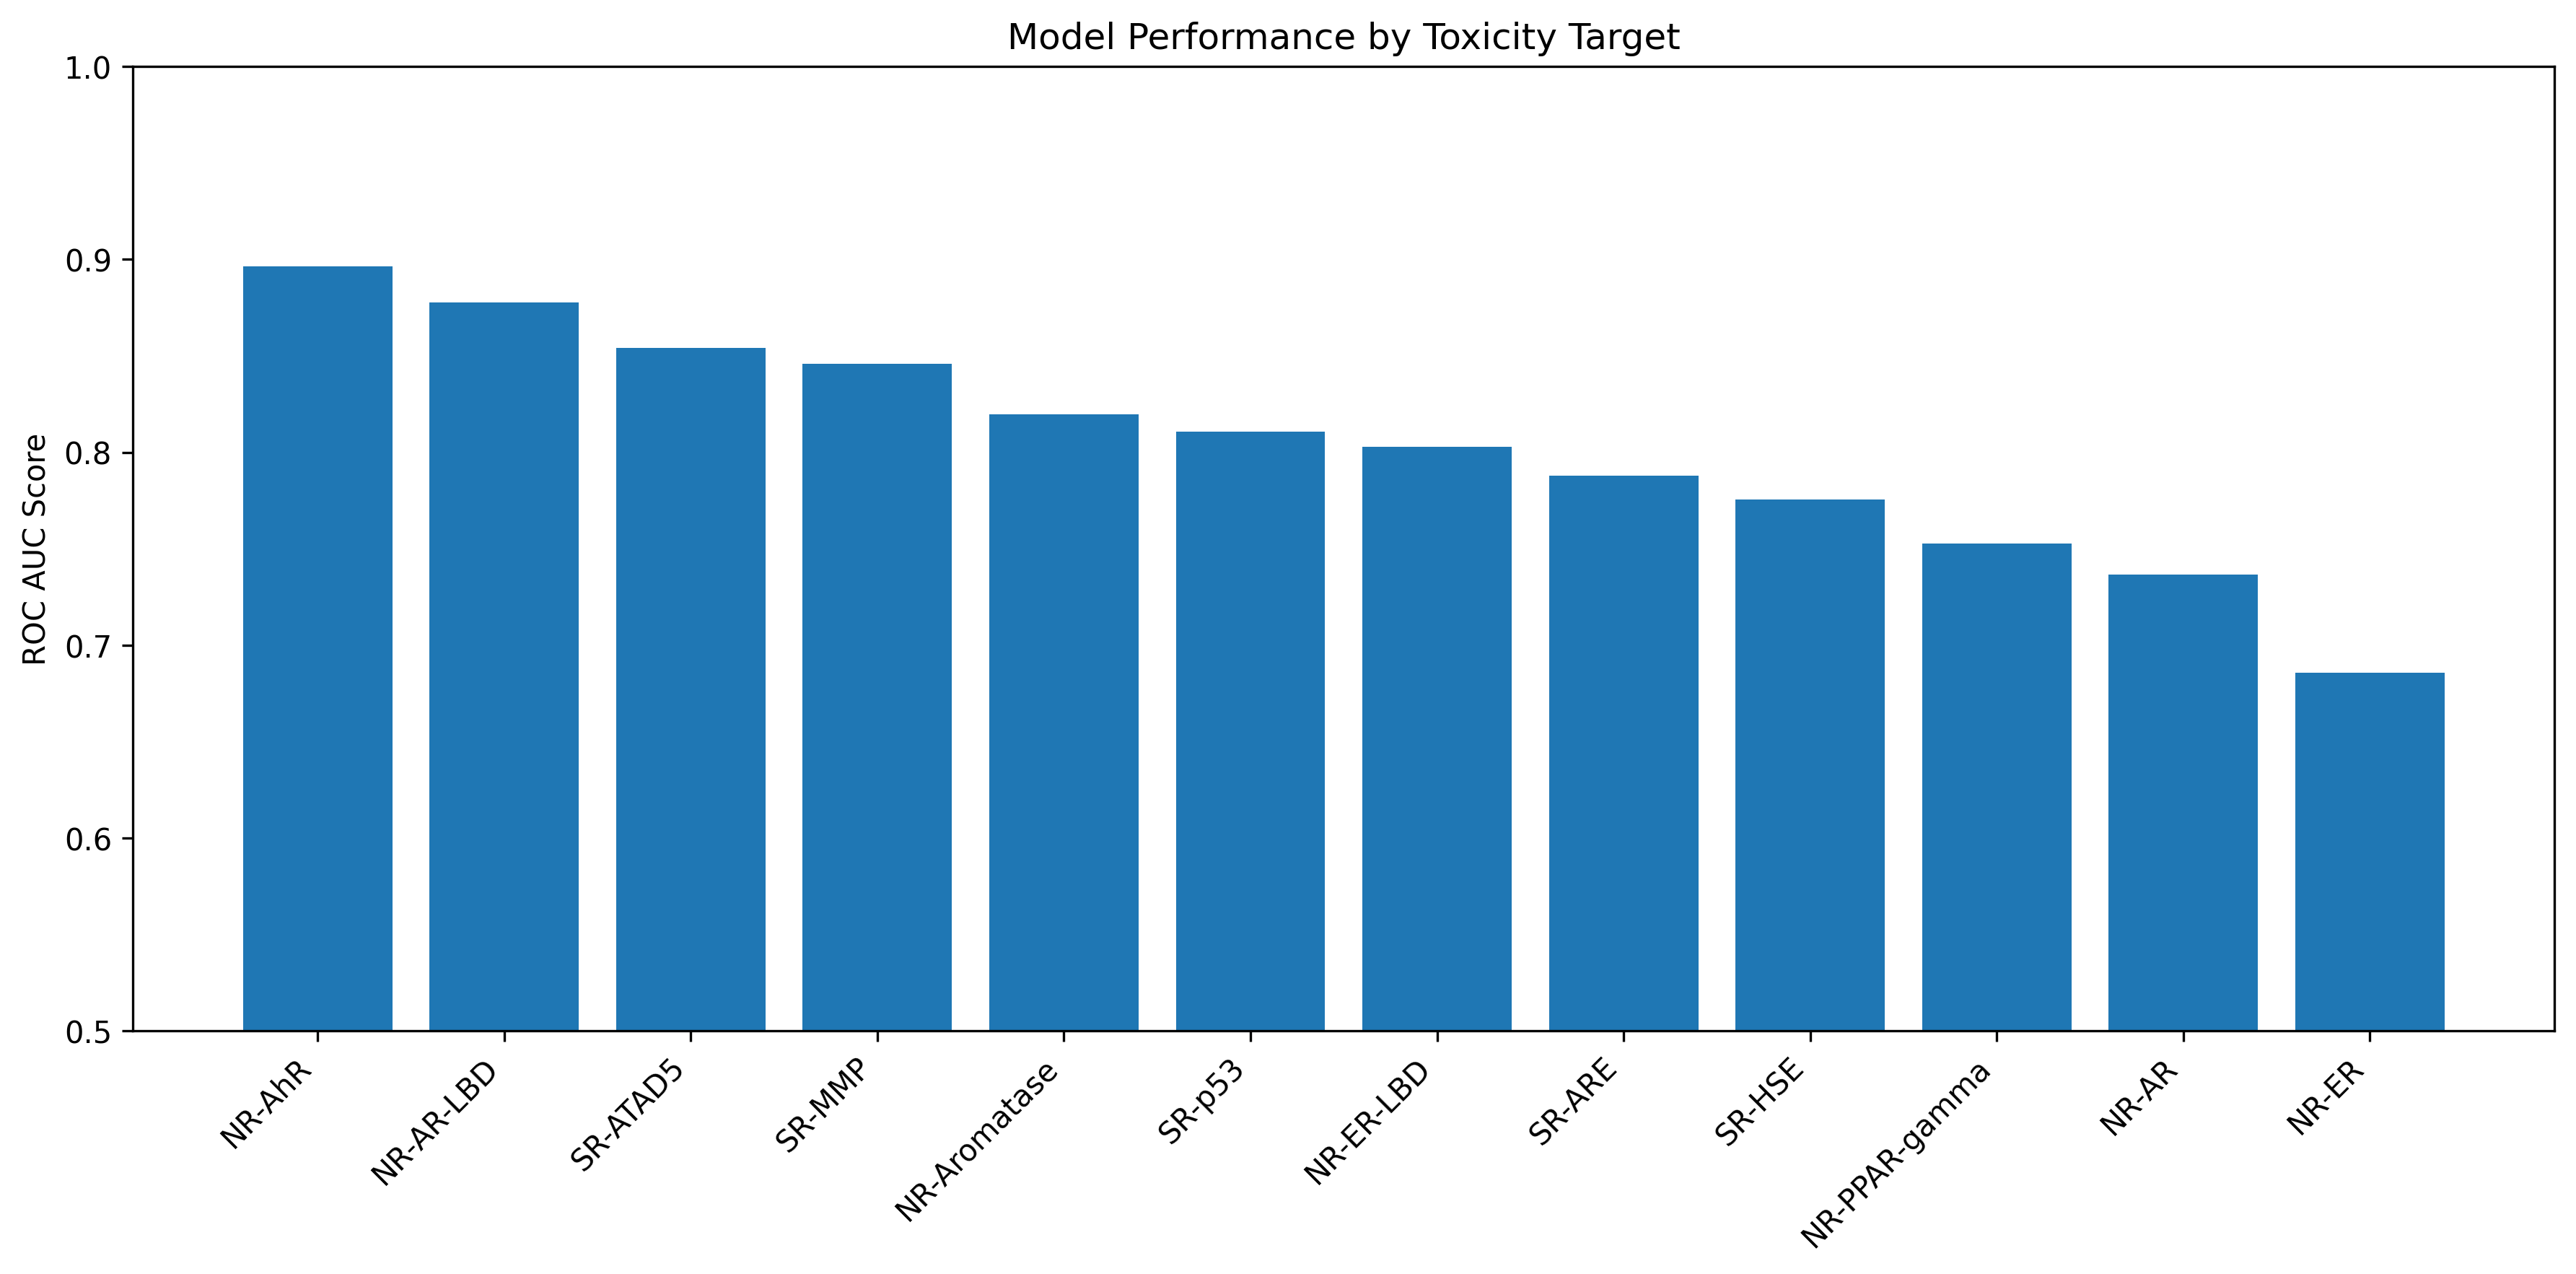 Model Performance by Toxicity Target
ROC AUC Score
1.0
0.9
0.8
0.7
0.6
0.5
NR-AhR
NR-AR-LBD
SR-ATAD5
SR-MMP
NR-Aromatase
SR-p53
NR-ER-LBD
SR-ARE
SR-HSE
NR-PPAR-gamma
NR-AR
NR-ER